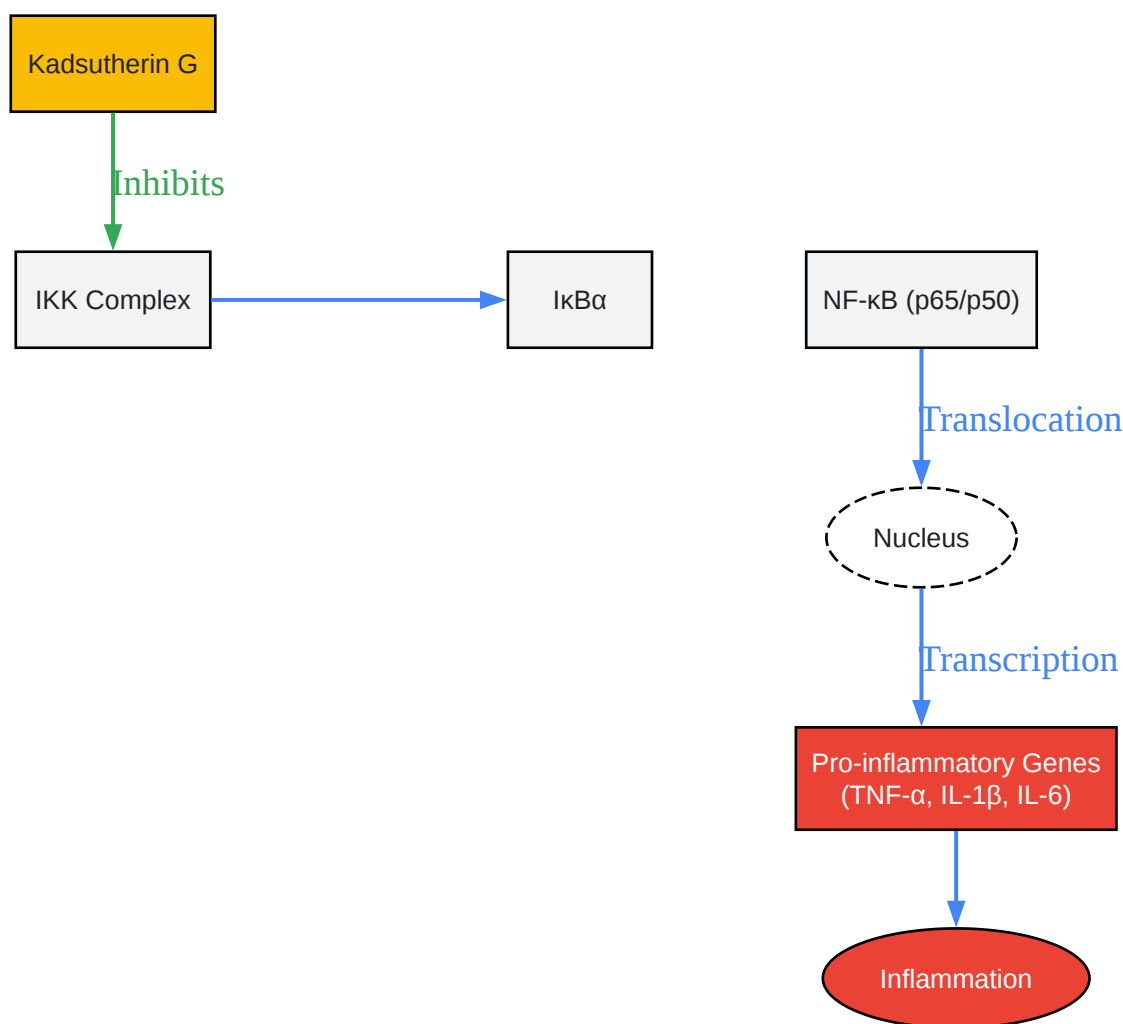 Kadsutherin G
Inhibits
IKK Complex
IκBα
NF-κB (p65/p50)
Translocation
Nucleus
Transcription
Pro-inflammatory Genes
(TNF-α, IL-1β, IL-6)
Inflammation